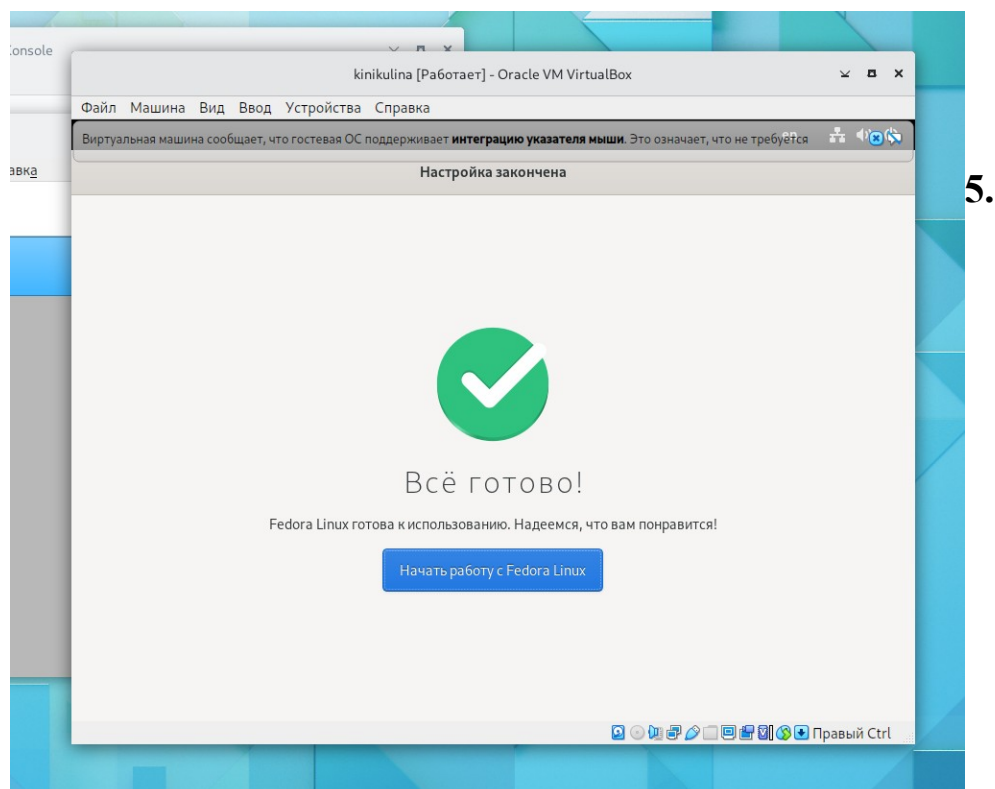 Console
kinikulina [Работает] - Oracle VM VirtualBox
Файл Машина Вид Ввод Устройства Справка
Виртуальная машина сообщает, что гостевая ОС поддерживает интеграцию указателя мыши. Это означает, что не требуется
en
авка
Настройка закончена
5.
Всё готово!
Fedora Linux готова к использованию. Надеемся, что вам понравится!
Начать работу с Fedora Linux
Правый Ctrl